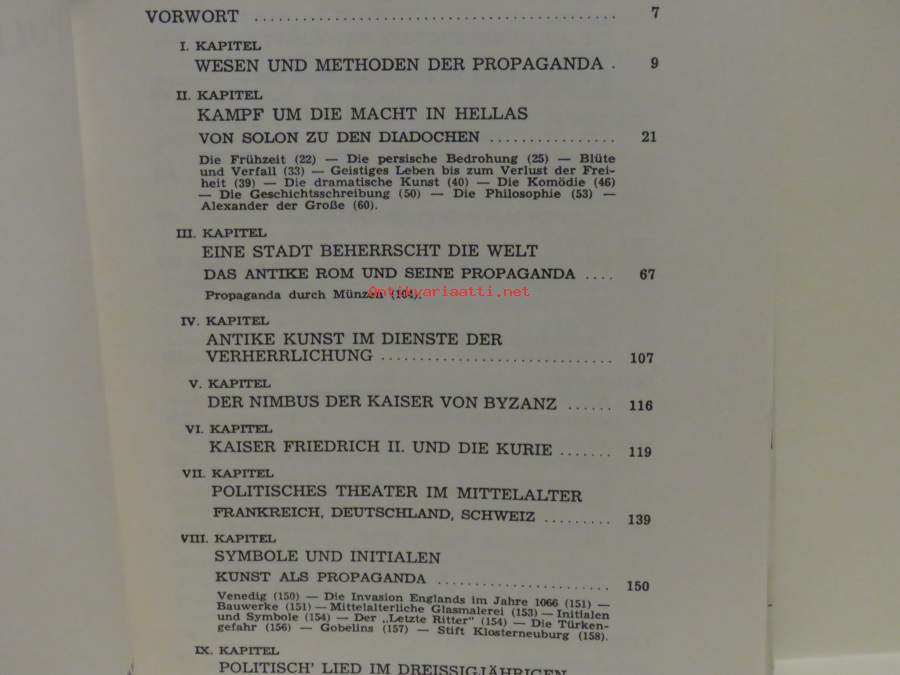 VORWORT ................................................ 7
I. KAPITEL
WESEN UND METHODEN DER PROPAGANDA . 9
II. KAPITEL
KAMPF UM DIE MACHT IN HELLAS
VON SOLON ZU DEN DIADOCHEN ................ 21
Die Frühzeit (22) — Die persische Bedrohung (25) — Blüte
und Verfall (33) — Geistiges Leben bis zum Verlust der Frei-
heit (39) — Die dramatische Kunst (40) — Die Komödie (46)
— Die Geschichtsschreibung (50) — Die Philosophie (53) —
Alexander der Große (60).
III. KAPITEL
EINE STADT BEHERRSCHT DIE WELT
DAS ANTIKE ROM UND SEINE PROPAGANDA .... 67
Propaganda durch Münzen (104).
Antikvariaatti.net
IV. KAPITEL
ANTIKE KUNST IM DIENSTE DER
VERHERRLICHUNG .............................. 107
V. KAPITEL
DER NIMBUS DER KAISER VON BYZANZ ...... 116
VI. KAPITEL
KAISER FRIEDRICH II. UND DIE KURIE ....... 119
VII. KAPITEL
POLITISCHES THEATER IM MITTELALTER
FRANKREICH, DEUTSCHLAND, SCHWEIZ ......... 139
VIII. KAPITEL
SYMBOLE UND INITIALEN
KUNST ALS PROPAGANDA ...................... 150
Venedig (150) — Die Invasion Englands im Jahre 1066 (151) —
Bauwerke (151) — Mittelalterliche Glasmalerei (153) — Initialen
und Symbole (154) — Der „Letzte Ritter" (154) — Die Türken-
gefahr (156) — Gobelins (157) — Stift Klosterneuburg (158).
IX. KAPITEL
POLITISCH' LIED IM DREISSIGJÄHRIGEN